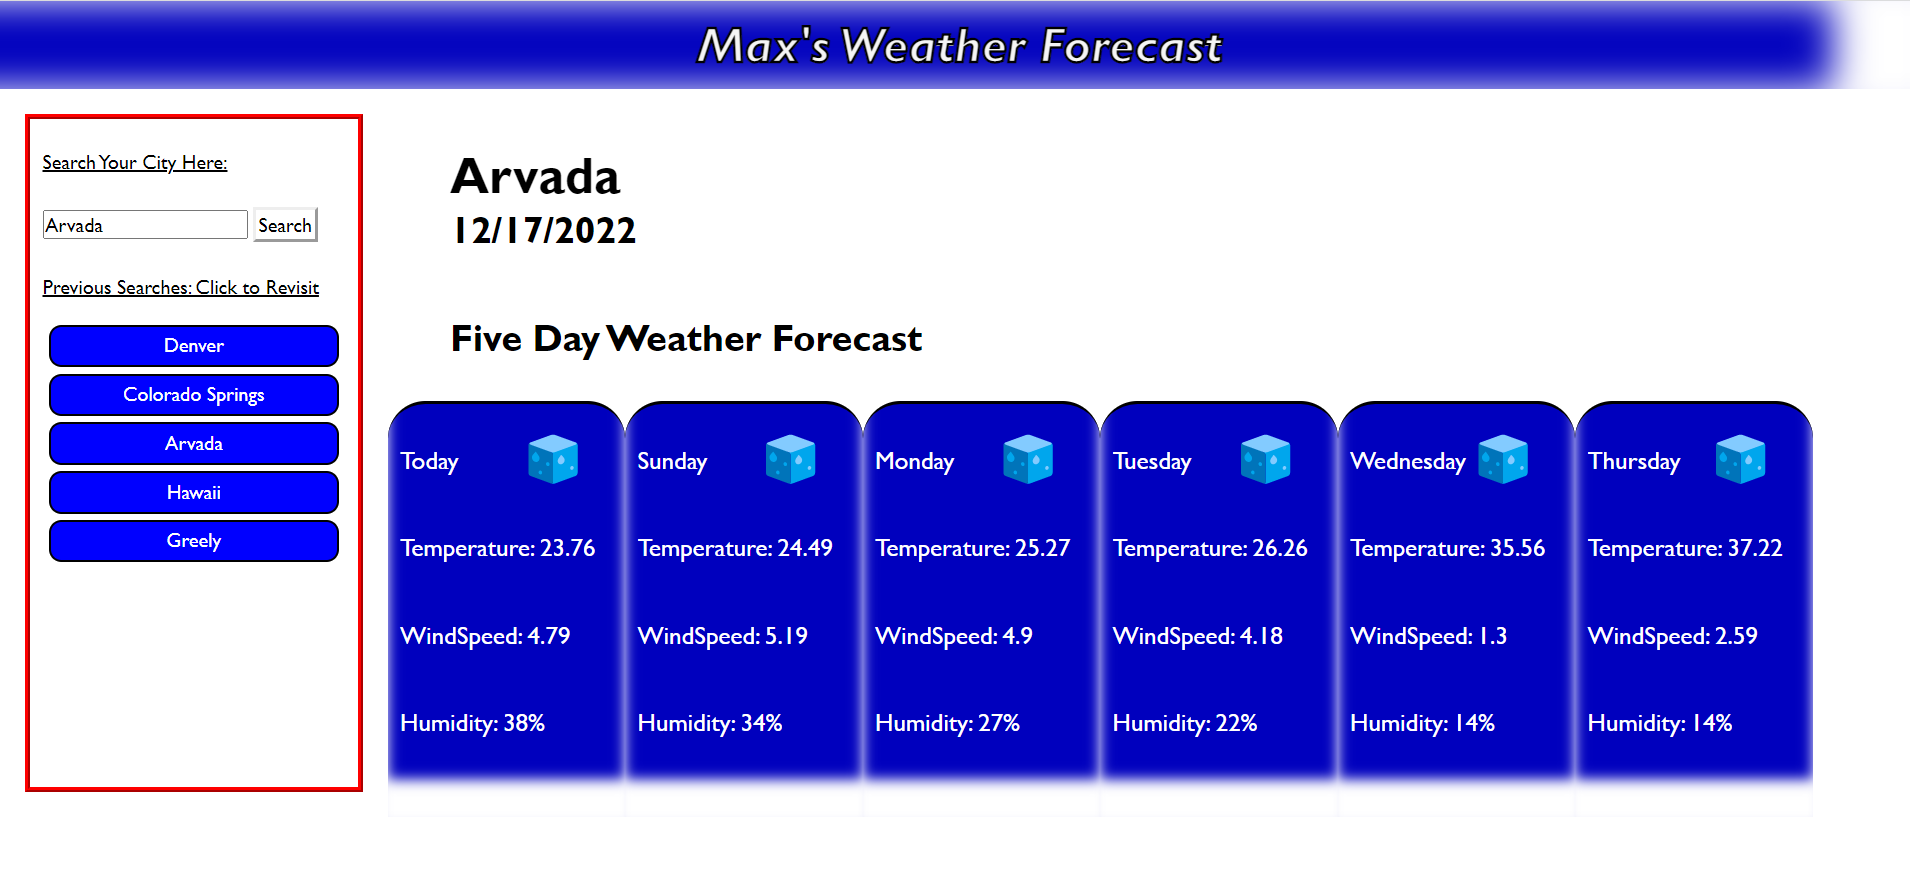 Max's Weather Forecast
Search Your City Here:
Arvada Search
Previous Searches: Click to Revisit
Denver
Colorado Springs
Arvada
Hawaii
Greely
Arvada
12/17/2022
Five Day Weather Forecast
Today
Temperature: 23.76
WindSpeed: 4.79
Humidity: 38%
Sunday
Temperature: 24.49
WindSpeed: 5.19
Humidity: 34%
Monday
Temperature: 25.27
WindSpeed: 4.9
Humidity: 27%
Tuesday
Temperature: 26.26
WindSpeed: 4.18
Humidity: 22%
Wednesday
Temperature: 35.56
WindSpeed: 1.3
Humidity: 14%
Thursday
Temperature: 37.22
WindSpeed: 2.59
Humidity: 14%